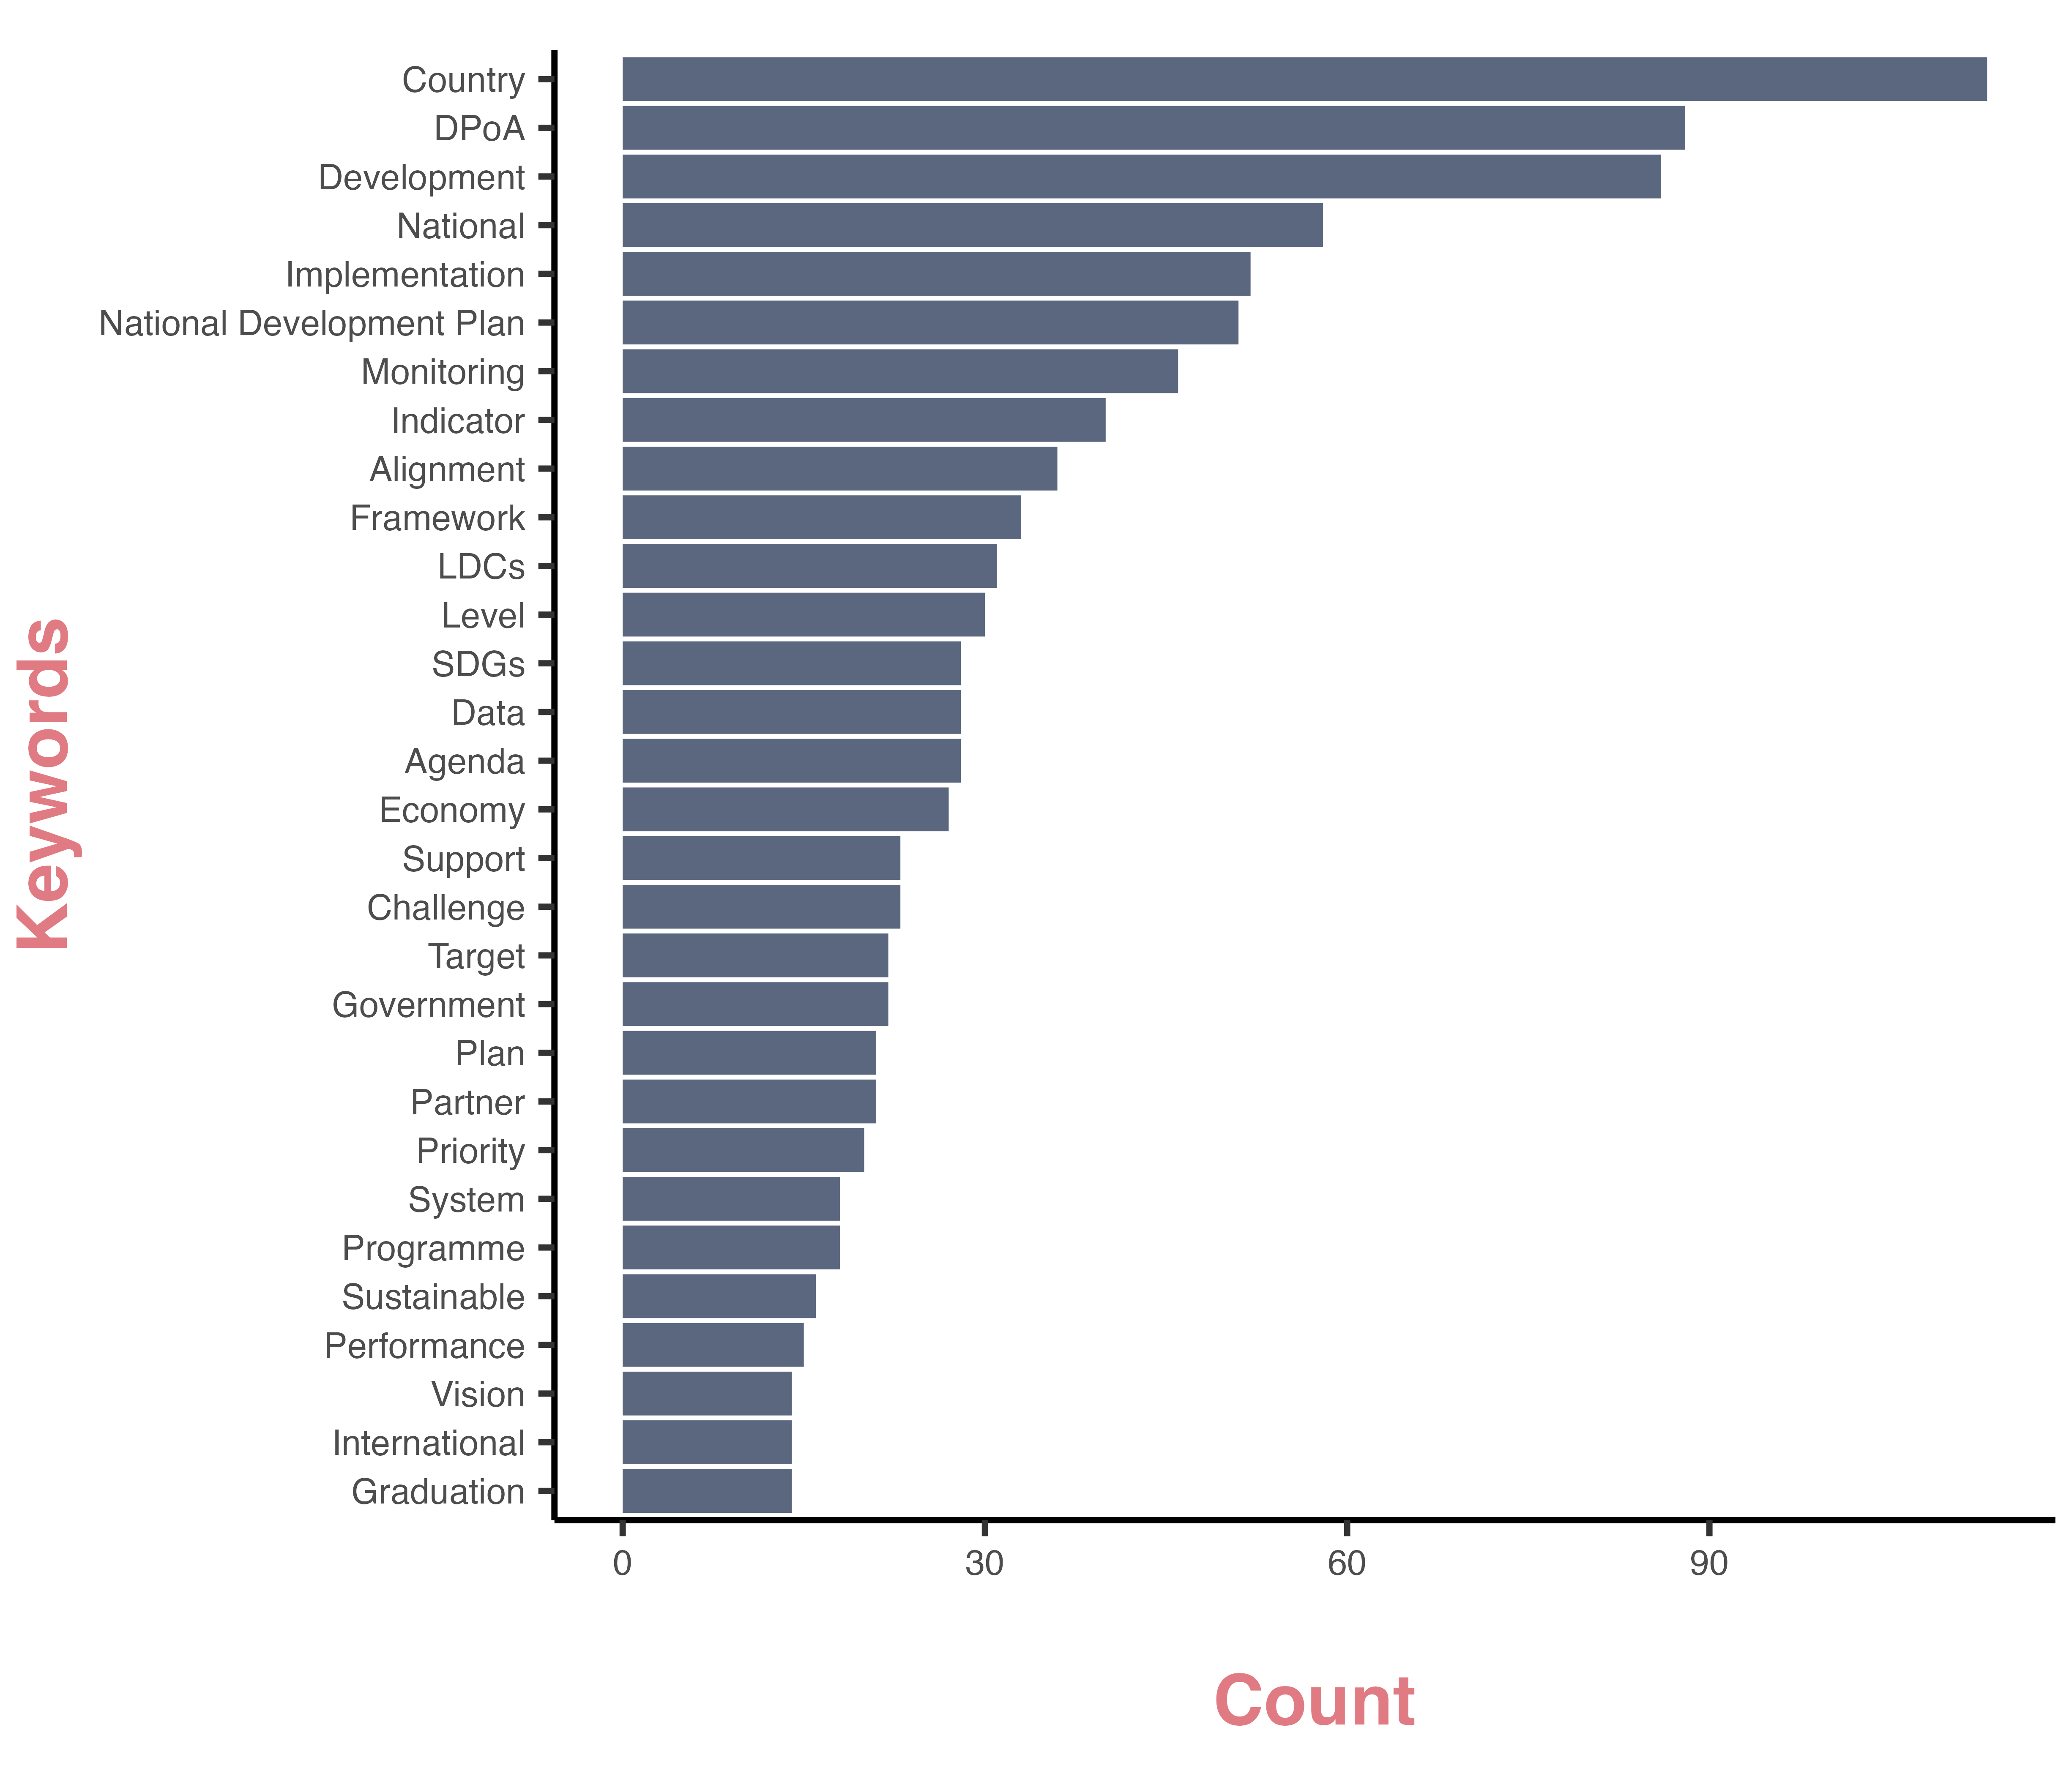 Keywords
Country
DPoA
Development
National
Implementation
National Development Plan
Monitoring
Indicator
Alignment
Framework
LDCs
Level
SDGs
Data
Agenda
Economy
Support
Challenge
Target
Government
Plan
Partner
Priority
System
Programme
Sustainable
Performance
Vision
International
Graduation
0 30 60 90
Count